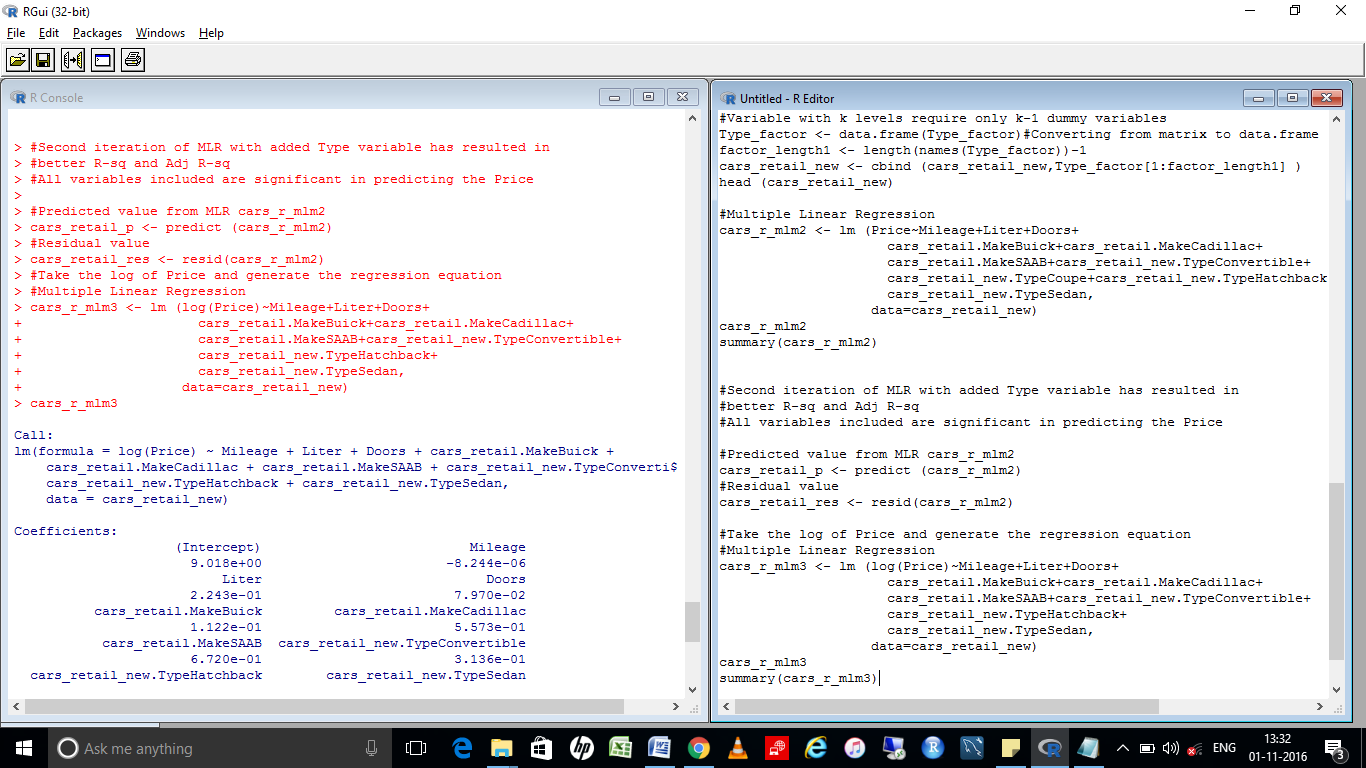 RGui (32-bit)
File Edit Packages Windows Help
R Console
> #Second iteration of MLR with added Type variable has resulted in
> #better R-sq and Adj R-sq
> #All variables included are significant in predicting the Price
>
> #Predicted value from MLR cars_r_mlm2
> cars_retail_p <- predict (cars_r_mlm2)
> #Residual value
> cars_retail_res <- resid(cars_r_mlm2)
> #Take the log of Price and generate the regression equation
> #Multiple Linear Regression
> cars_r_mlm3 <- lm (log(Price)~Mileage+Liter+Doors+
+                      cars_retail.MakeBuick+cars_retail.MakeCadillac+
+                      cars_retail.MakeSAAB+cars_retail_new.TypeConvertible+
+                      cars_retail_new.TypeHatchback+
+                      cars_retail_new.TypeSedan,
+                    data=cars_retail_new)
> cars_r_mlm3
Call:
lm(formula = log(Price) ~ Mileage + Liter + Doors + cars_retail.MakeBuick +
    cars_retail.MakeCadillac + cars_retail.MakeSAAB + cars_retail_new.TypeConverti$
    cars_retail_new.TypeHatchback + cars_retail_new.TypeSedan,
    data = cars_retail_new)
Coefficients:
                    (Intercept)                          Mileage
                      9.018e+00                       -8.244e-06
                          Liter                            Doors
                      2.243e-01                        7.970e-02
          cars_retail.MakeBuick         cars_retail.MakeCadillac
                      1.122e-01                        5.573e-01
           cars_retail.MakeSAAB  cars_retail_new.TypeConvertible
                      6.720e-01                        3.136e-01
  cars_retail_new.TypeHatchback        cars_retail_new.TypeSedan
Untitled - R Editor
#Variable with k levels require only k-1 dummy variables
Type_factor <- data.frame(Type_factor)#Converting from matrix to data.frame
factor_length1 <- length(names(Type_factor))-1
cars_retail_new <- cbind (cars_retail_new,Type_factor[1:factor_length1] )
head (cars_retail_new)
#Multiple Linear Regression
cars_r_mlm2 <- lm (Price~Mileage+Liter+Doors+
                     cars_retail.MakeBuick+cars_retail.MakeCadillac+
                     cars_retail.MakeSAAB+cars_retail_new.TypeConvertible+
                     cars_retail_new.TypeCoupe+cars_retail_new.TypeHatchback
                     cars_retail_new.TypeSedan,
                   data=cars_retail_new)
cars_r_mlm2
summary(cars_r_mlm2)
#Second iteration of MLR with added Type variable has resulted in
#better R-sq and Adj R-sq
#All variables included are significant in predicting the Price
#Predicted value from MLR cars_r_mlm2
cars_retail_p <- predict (cars_r_mlm2)
#Residual value
cars_retail_res <- resid(cars_r_mlm2)
#Take the log of Price and generate the regression equation
#Multiple Linear Regression
cars_r_mlm3 <- lm (log(Price)~Mileage+Liter+Doors+
                     cars_retail.MakeBuick+cars_retail.MakeCadillac+
                     cars_retail.MakeSAAB+cars_retail_new.TypeConvertible+
                     cars_retail_new.TypeHatchback+
                     cars_retail_new.TypeSedan,
                   data=cars_retail_new)
cars_r_mlm3
summary(cars_r_mlm3)
Ask me anything
ENG
13:32
01-11-2016
3